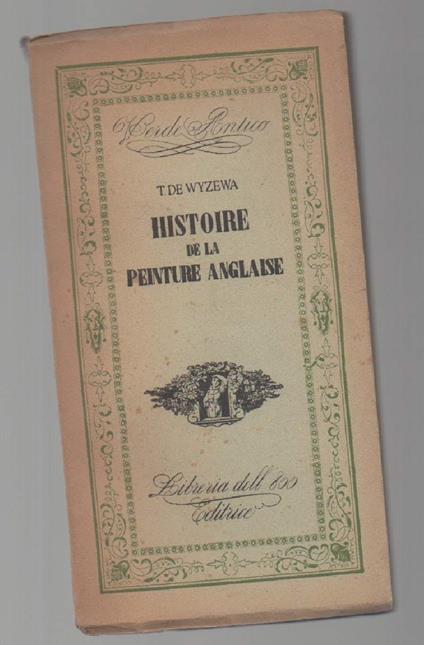 Verde Antico
T. DE WYZEWA
HISTOIRE
DE LA
PEINTURE ANGLAISE
Libreria dell' 800
Editrice